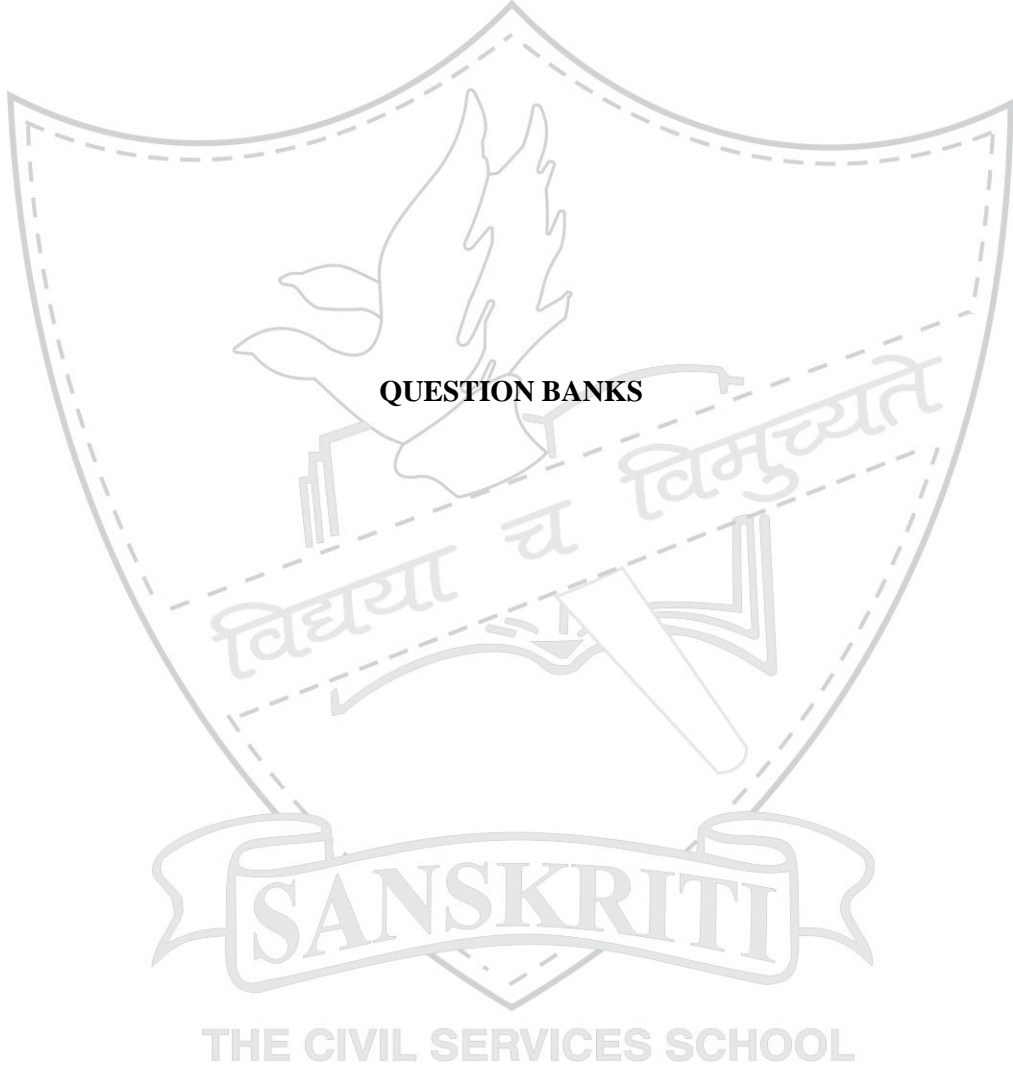 QUESTION BANKS
विद्यया च विमुच्यते
SANSKRITI
THE CIVIL SERVICES SCHOOL